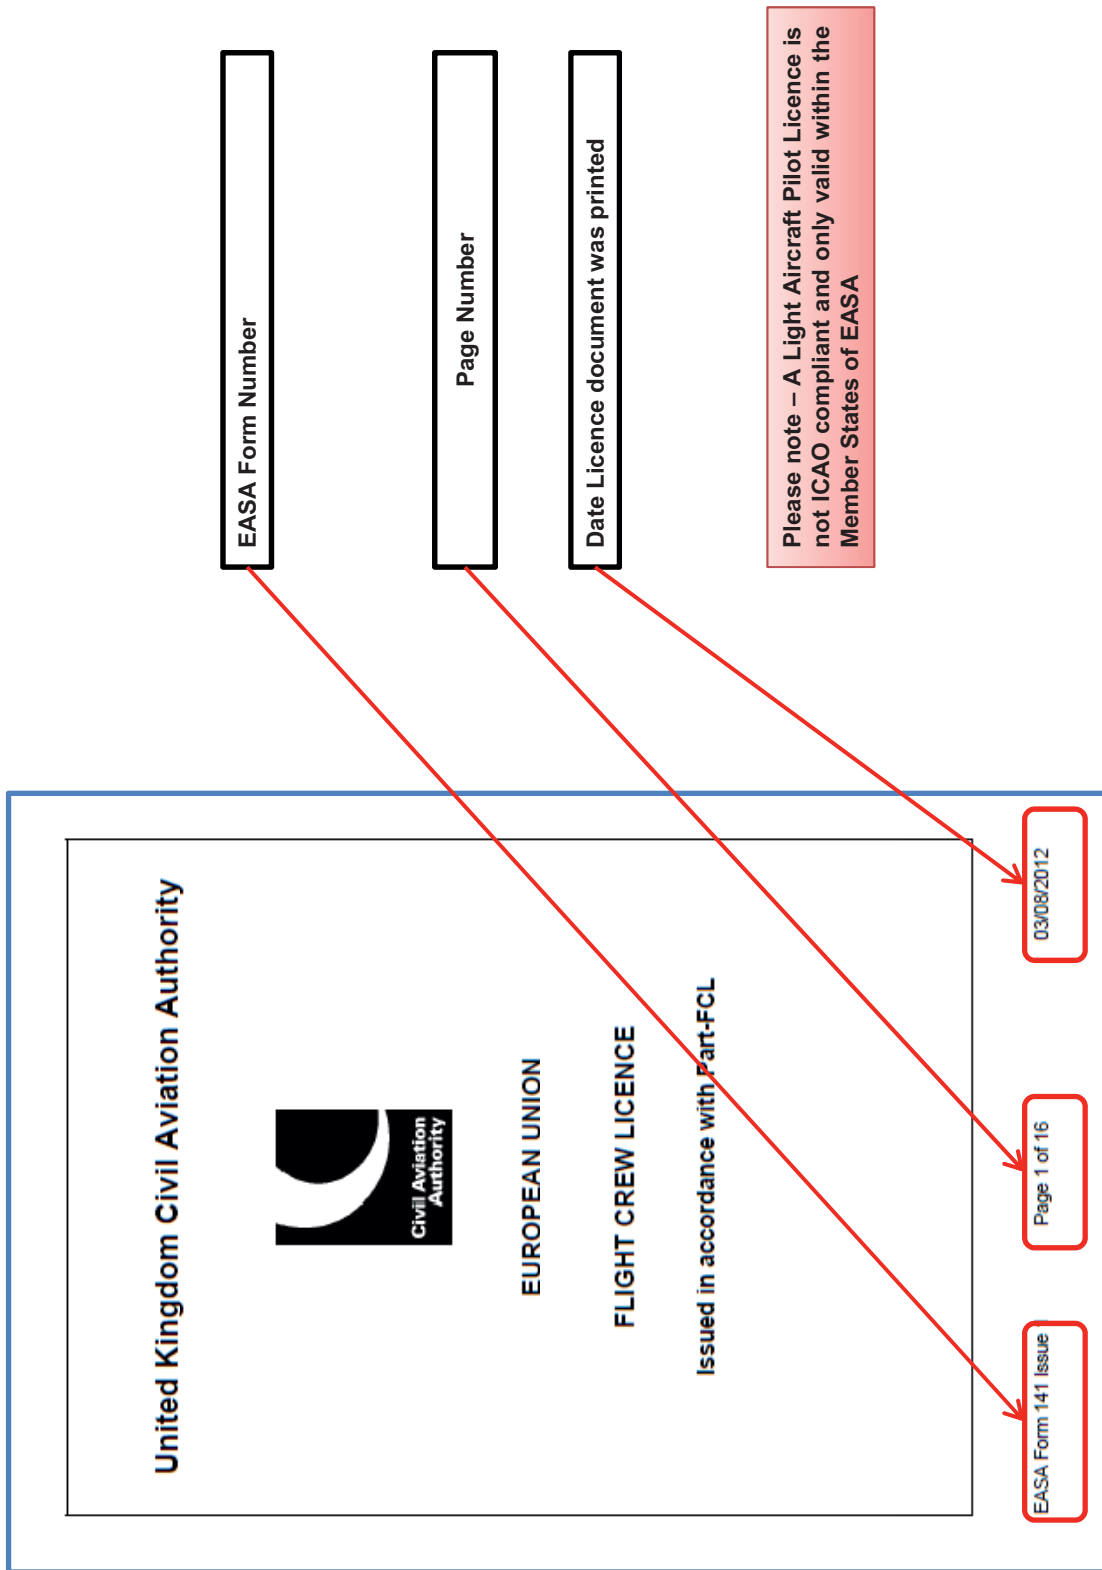 United Kingdom Civil Aviation Authority
Civil Aviation
Authority
EUROPEAN UNION
FLIGHT CREW LICENCE
Issued in accordance with Part-FCL
EASA Form 141 Issue 1
Page 1 of 16
03/08/2012
EASA Form Number
Page Number
Date Licence document was printed
Please note – A Light Aircraft Pilot Licence is
not ICAO compliant and only valid within the
Member States of EASA